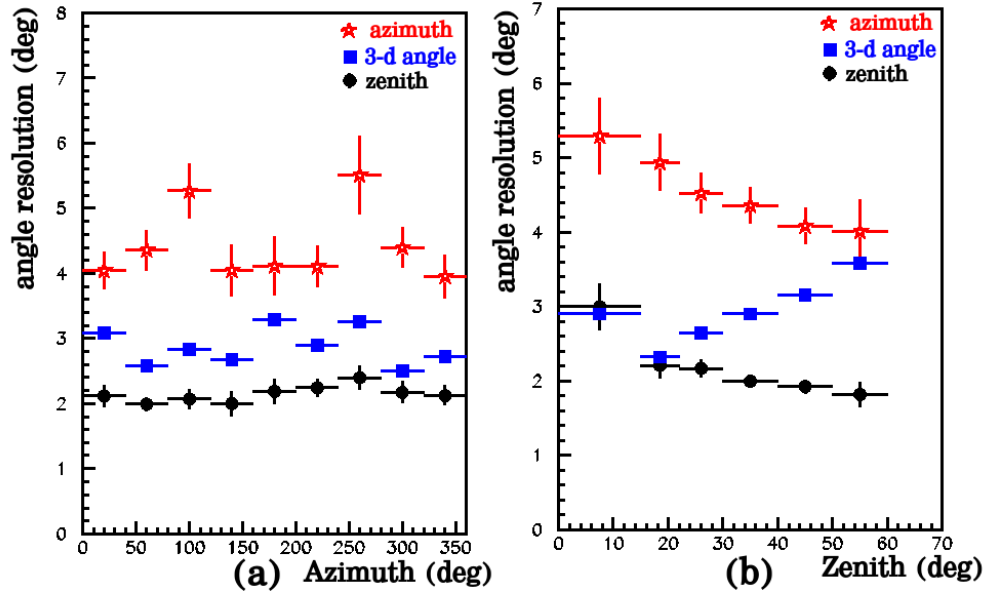 angle resolution (deg)
8
7
6
5
4
3
2
1
0
azimuth
3-d angle
zenith
0 50 100 150 200 250 300 350
(a) Azimuth (deg)
angle resolution (deg)
7
6
5
4
3
2
1
0
azimuth
3-d angle
zenith
0 10 20 30 40 50 60 70
(b) Zenith (deg)